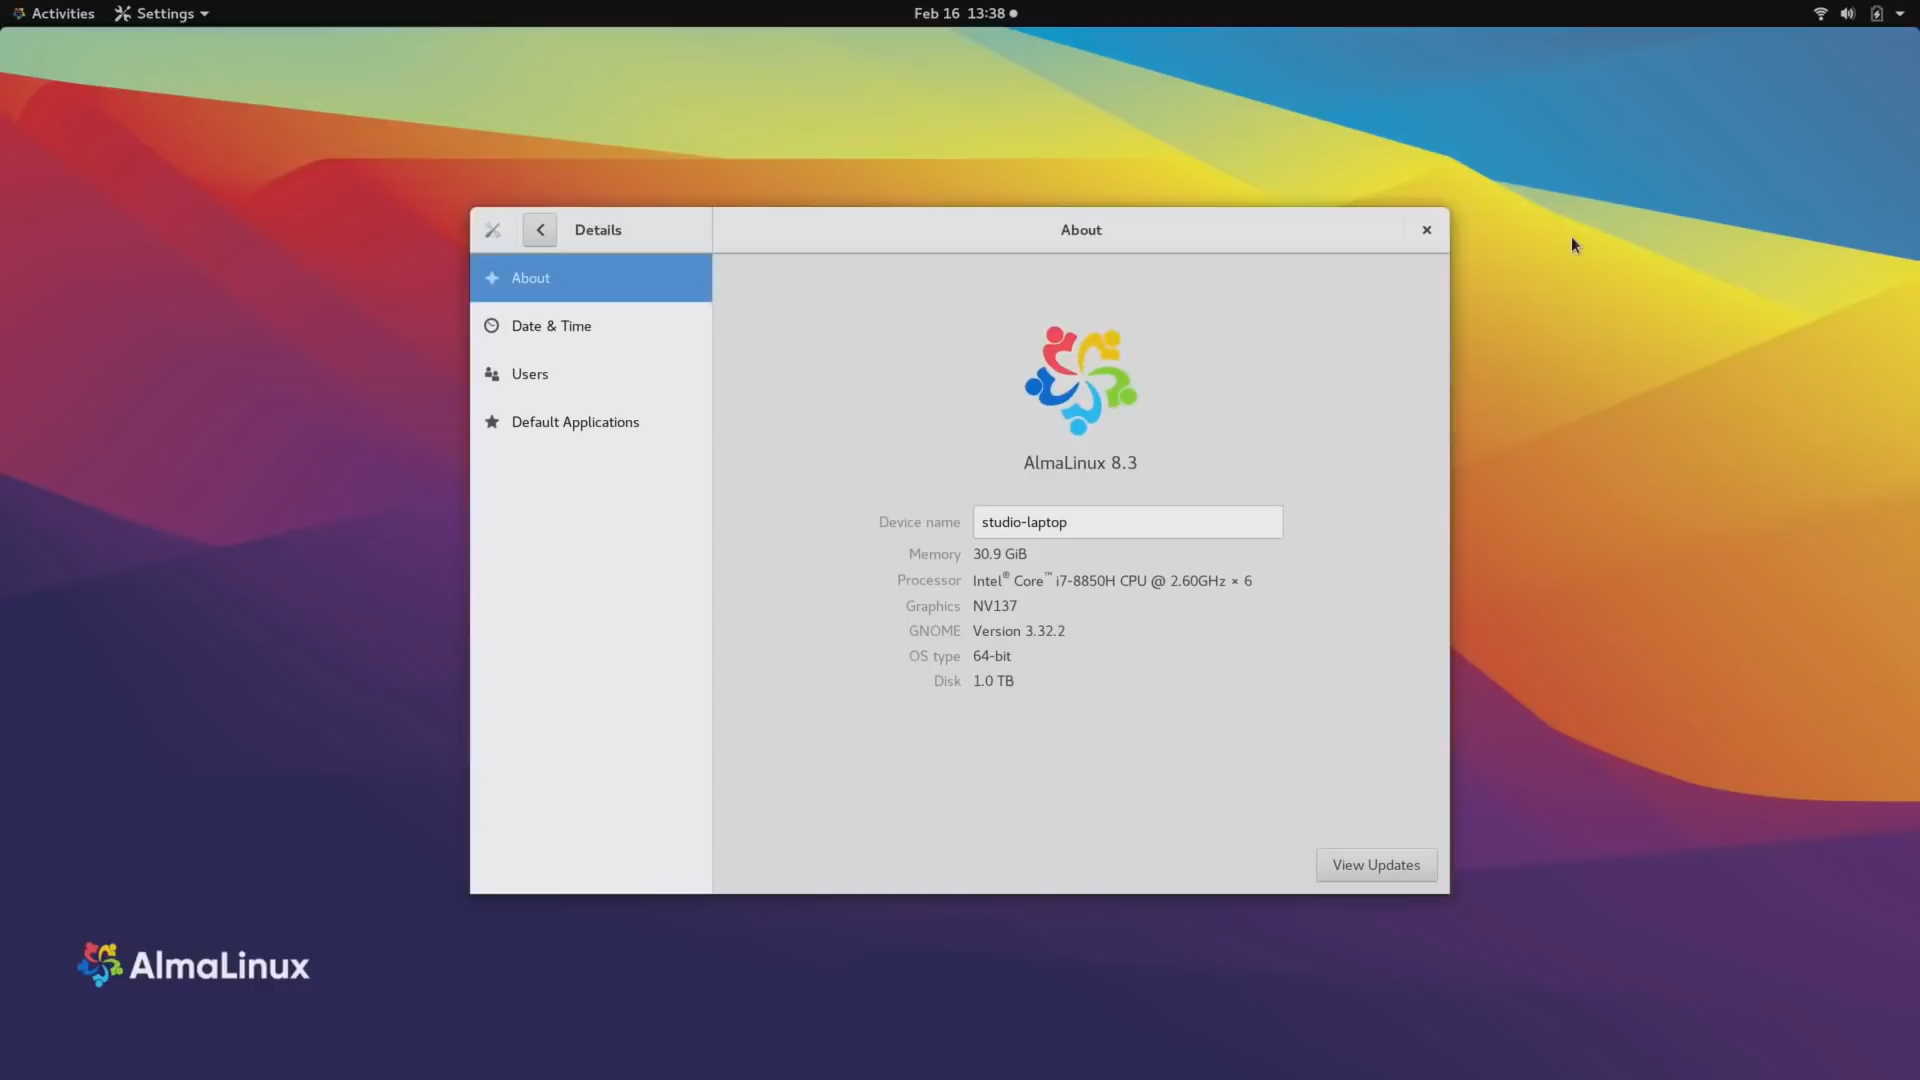 Activities Settings Feb 16 13:38
Details About
About
Date & Time
Users
Default Applications
AlmaLinux 8.3
Device name studio-laptop
Memory 30.9 GiB
Processor Intel® Core™ i7-8850H CPU @ 2.60GHz × 6
Graphics NV137
GNOME Version 3.32.2
OS type 64-bit
Disk 1.0 TB
View Updates
AlmaLinux